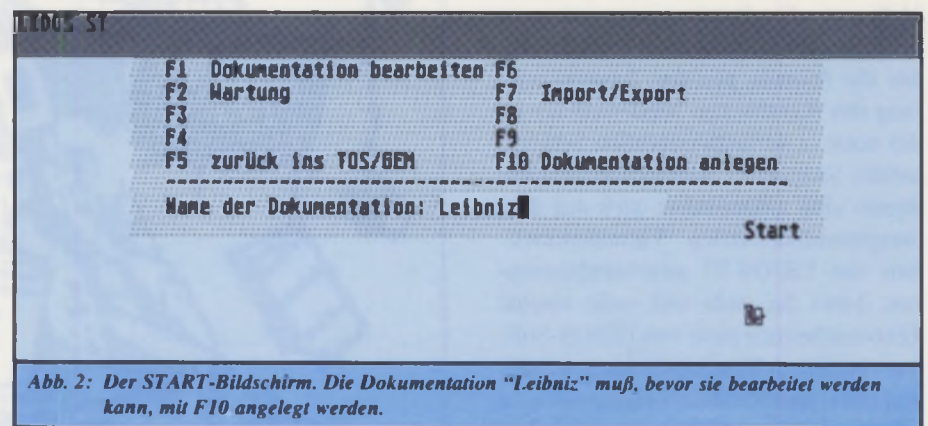 LIDOS ST
F1 Dokumentation bearbeiten F6
F2 Wartung F7 Import/Export
F3 F8
F4 F9
F5 zurück ins TOS/GEM F10 Dokumentation anlegen
Name der Dokumentation: Leibniz
Start
Abb. 2: Der START-Bildschirm. Die Dokumentation "Leibniz" muß, bevor sie bearbeitet werden
kann, mit F10 angelegt werden.